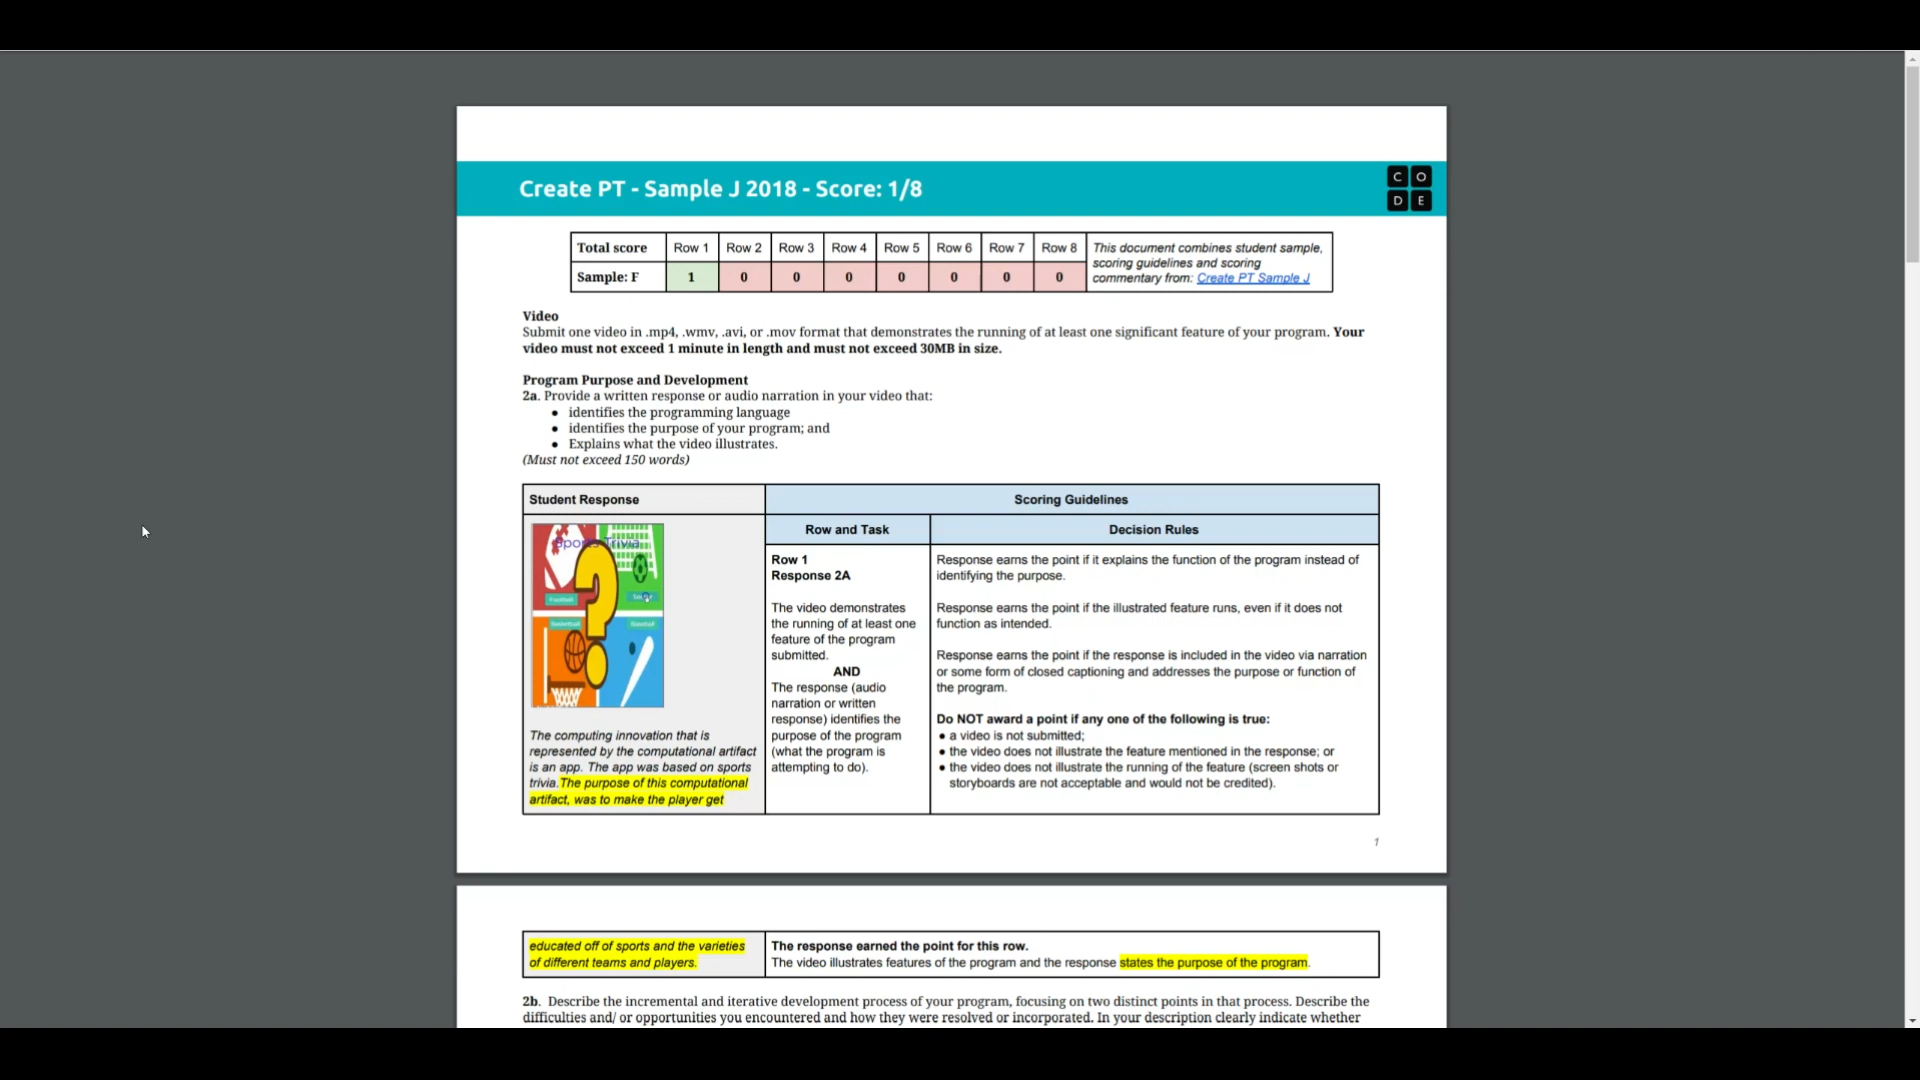 Create PT - Sample J 2018 - Score: 1/8
C O
D E
Total score Row 1 Row 2 Row 3 Row 4 Row 5 Row 6 Row 7 Row 8
Sample: F 1 0 0 0 0 0 0 0
This document combines student sample,
scoring guidelines and scoring
commentary from: Create PT Sample J
Video
Submit one video in .mp4, .wmv, .avi, or .mov format that demonstrates the running of at least one significant feature of your program. Your
video must not exceed 1 minute in length and must not exceed 30MB in size.
Program Purpose and Development
2a. Provide a written response or audio narration in your video that:
● identifies the programming language
● identifies the purpose of your program; and
● Explains what the video illustrates.
(Must not exceed 150 words)
Student Response
Scoring Guidelines
Row and Task
Decision Rules
Sports Trivia
Football
Basketball
Baseball
The computing innovation that is
represented by the computational artifact
is an app. The app was based on sports
trivia.The purpose of this computational
artifact, was to make the player get
Row 1
Response 2A
The video demonstrates
the running of at least one
feature of the program
submitted.
AND
The response (audio
narration or written
response) identifies the
purpose of the program
(what the program is
attempting to do).
Response earns the point if it explains the function of the program instead of
identifying the purpose.
Response earns the point if the illustrated feature runs, even if it does not
function as intended.
Response earns the point if the response is included in the video via narration
or some form of closed captioning and addresses the purpose or function of
the program.
Do NOT award a point if any one of the following is true:
● a video is not submitted;
● the video does not illustrate the feature mentioned in the response; or
● the video does not illustrate the running of the feature (screen shots or
storyboards are not acceptable and would not be credited).
1
educated off of sports and the varieties
of different teams and players.
The response earned the point for this row.
The video illustrates features of the program and the response states the purpose of the program.
2b. Describe the incremental and iterative development process of your program, focusing on two distinct points in that process. Describe the
difficulties and/ or opportunities you encountered and how they were resolved or incorporated. In your description clearly indicate whether